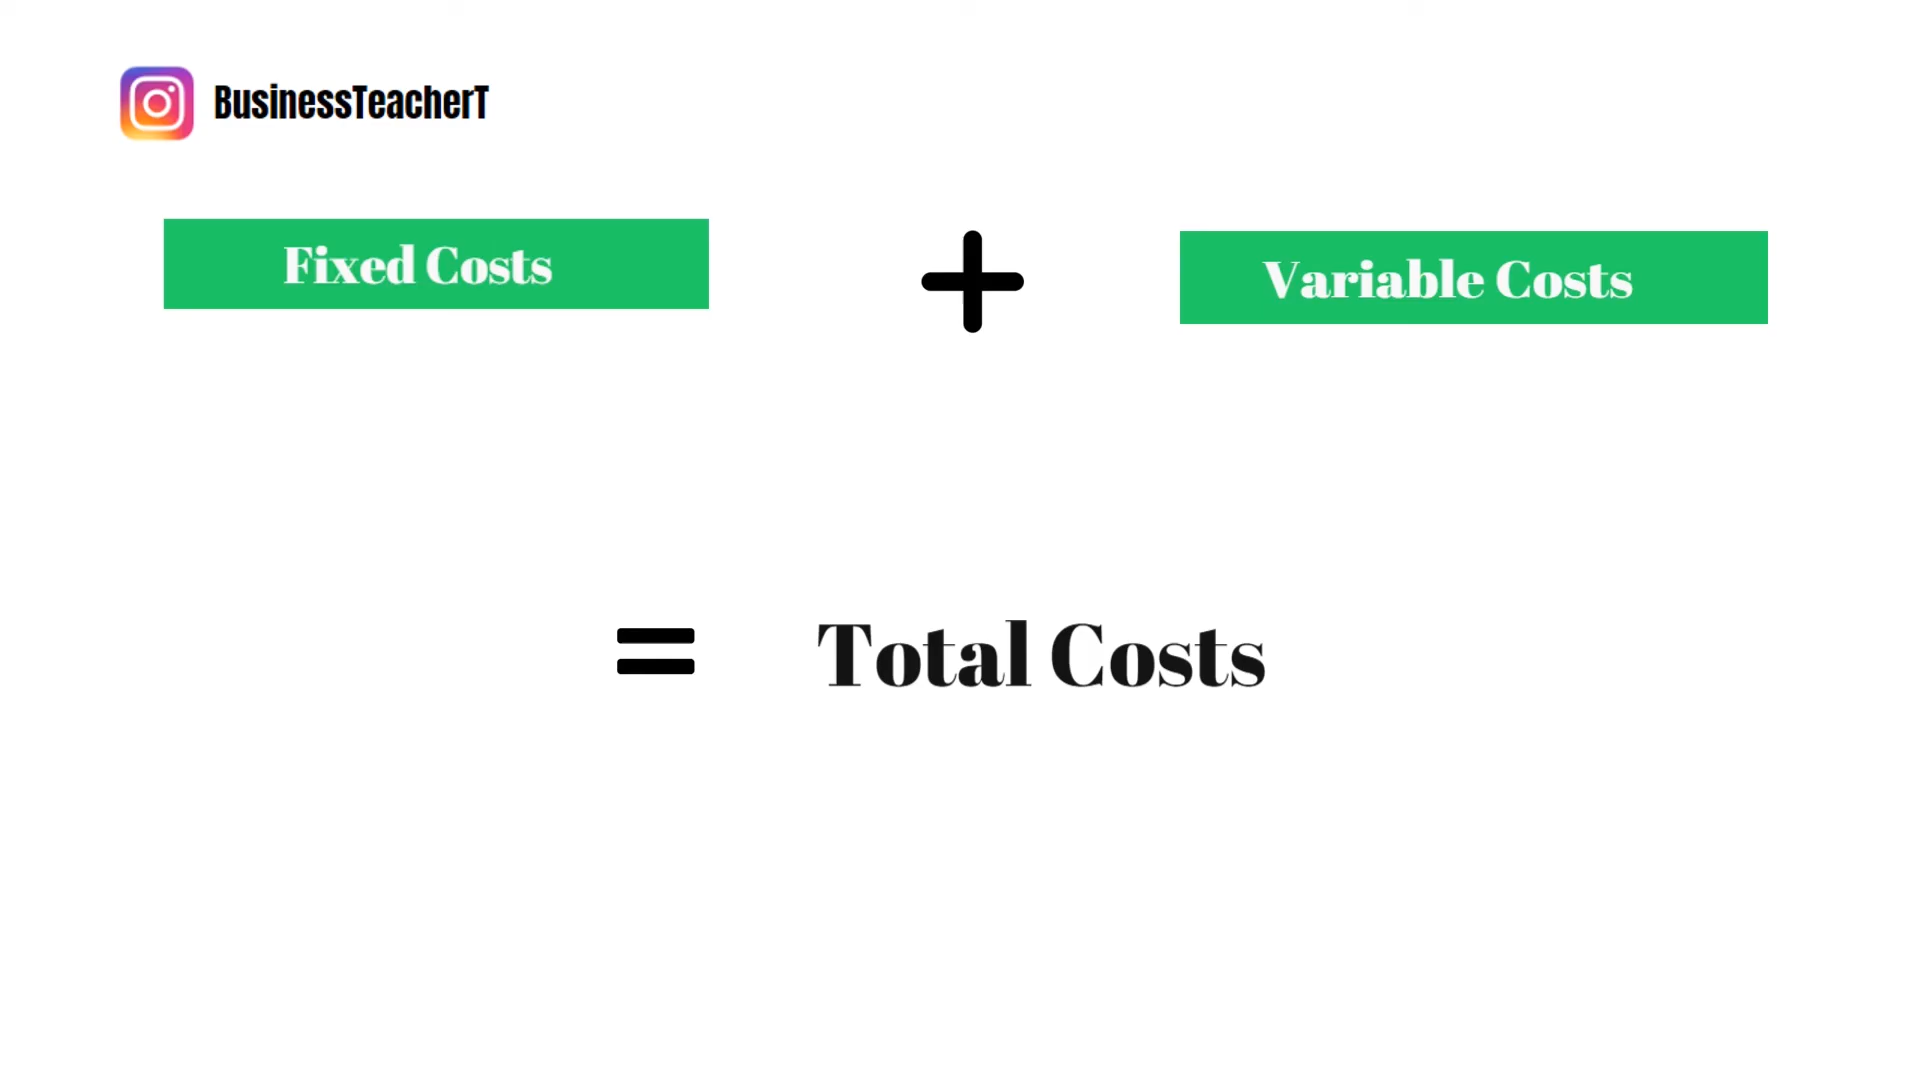 BusinessTeacherT
Fixed Costs + Variable Costs
= Total Costs